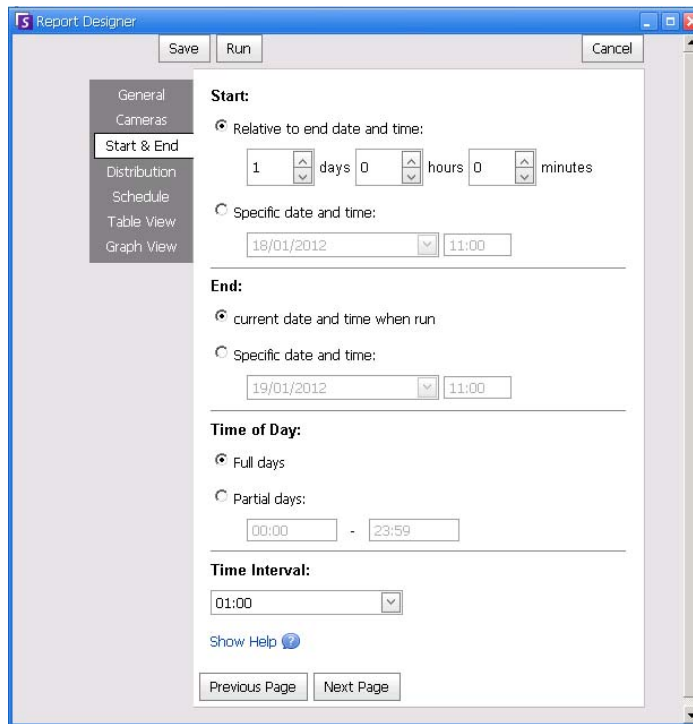 Report Designer
Save Run Cancel
General
Cameras
Start & End
Distribution
Schedule
Table View
Graph View
Start:
Relative to end date and time:
1 days 0 hours 0 minutes
Specific date and time:
18/01/2012 11:00
End:
current date and time when run
Specific date and time:
19/01/2012 11:00
Time of Day:
Full days
Partial days:
00:00 - 23:59
Time Interval:
01:00
Show Help ?
Previous Page Next Page